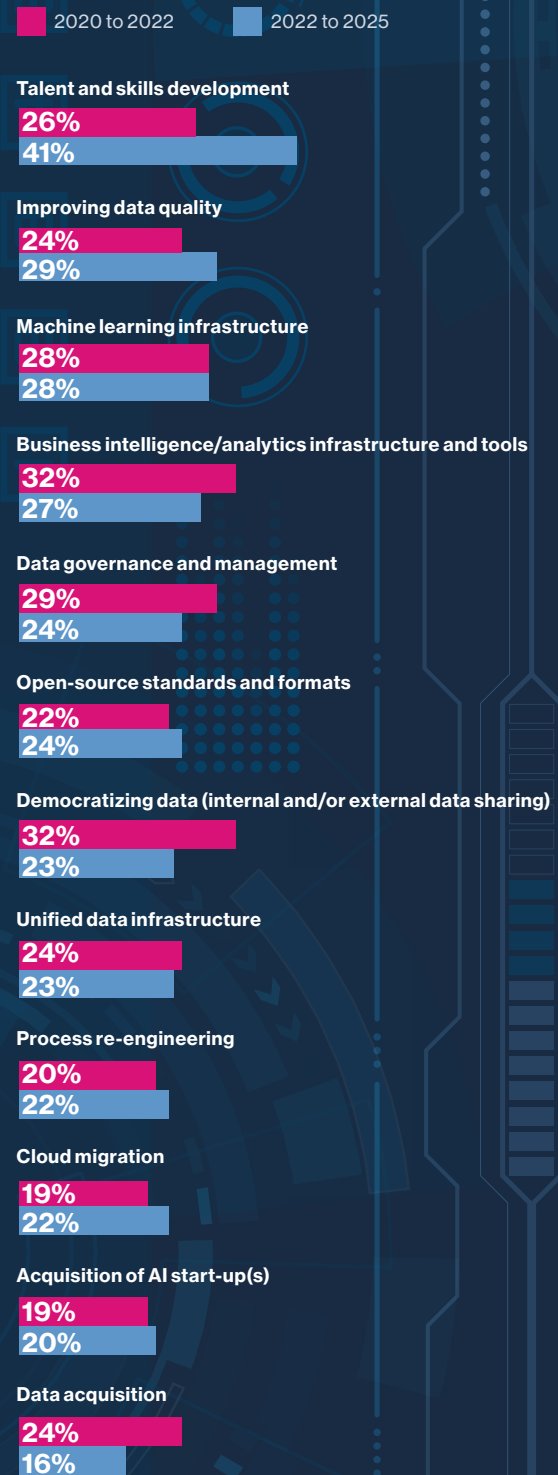 2020 to 2022 2022 to 2025
Talent and skills development
26%
41%
Improving data quality
24%
29%
Machine learning infrastructure
28%
28%
Business intelligence/analytics infrastructure and tools
32%
27%
Data governance and management
29%
24%
Open-source standards and formats
22%
24%
Democratizing data (internal and/or external data sharing)
32%
23%
Unified data infrastructure
24%
23%
Process re-engineering
20%
22%
Cloud migration
19%
22%
Acquisition of AI start-up(s)
19%
20%
Data acquisition
24%
16%